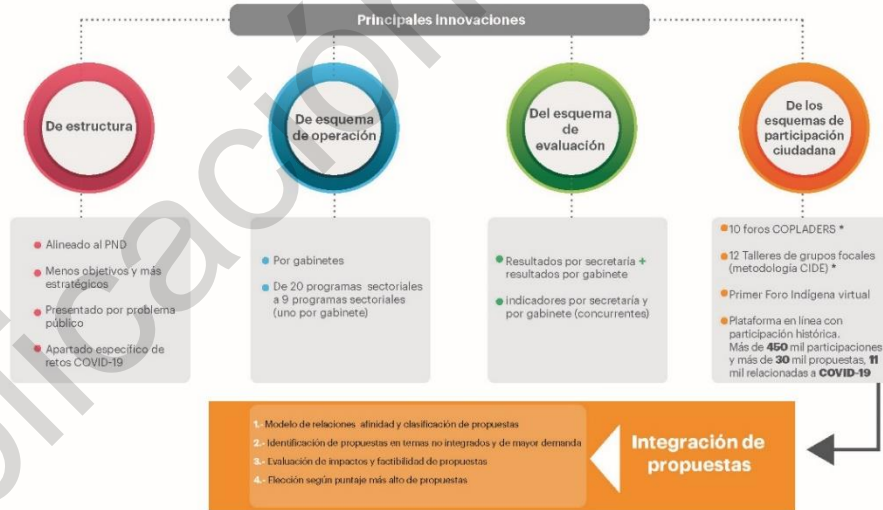 Principales innovaciones
De estructura
De esquema
de operación
Del esquema
de
evaluación
De los
esquemas de
participación
ciudadana
Alineado al PND
Menos objetivos y más
estratégicos
Presentado por problema
público
Apartado específico de
retos COVID-19
Por gabinetes
De 20 programas sectoriales
a 9 programas sectoriales
(uno por gabinete)
Resultados por secretaría +
resultados por gabinete
indicadores por secretaría y
por gabinete (concurrentes)
10 foros COPLADERS *
12 Talleres de grupos focales
(metodología CIDE) *
Primer Foro Indígena virtual
Plataforma en línea con
participación histórica.
Más de 450 mil participaciones
y más de 30 mil propuestas, 11
mil relacionadas a COVID-19
1.- Modelo de relaciones afinidad y clasificación de propuestas
2.- Identificación de propuestas en temas no integrados y de mayor demanda
3.- Evaluación de impactos y factibilidad de propuestas
4.- Elección según puntaje más alto de propuestas
Integración de
propuestas
plicación